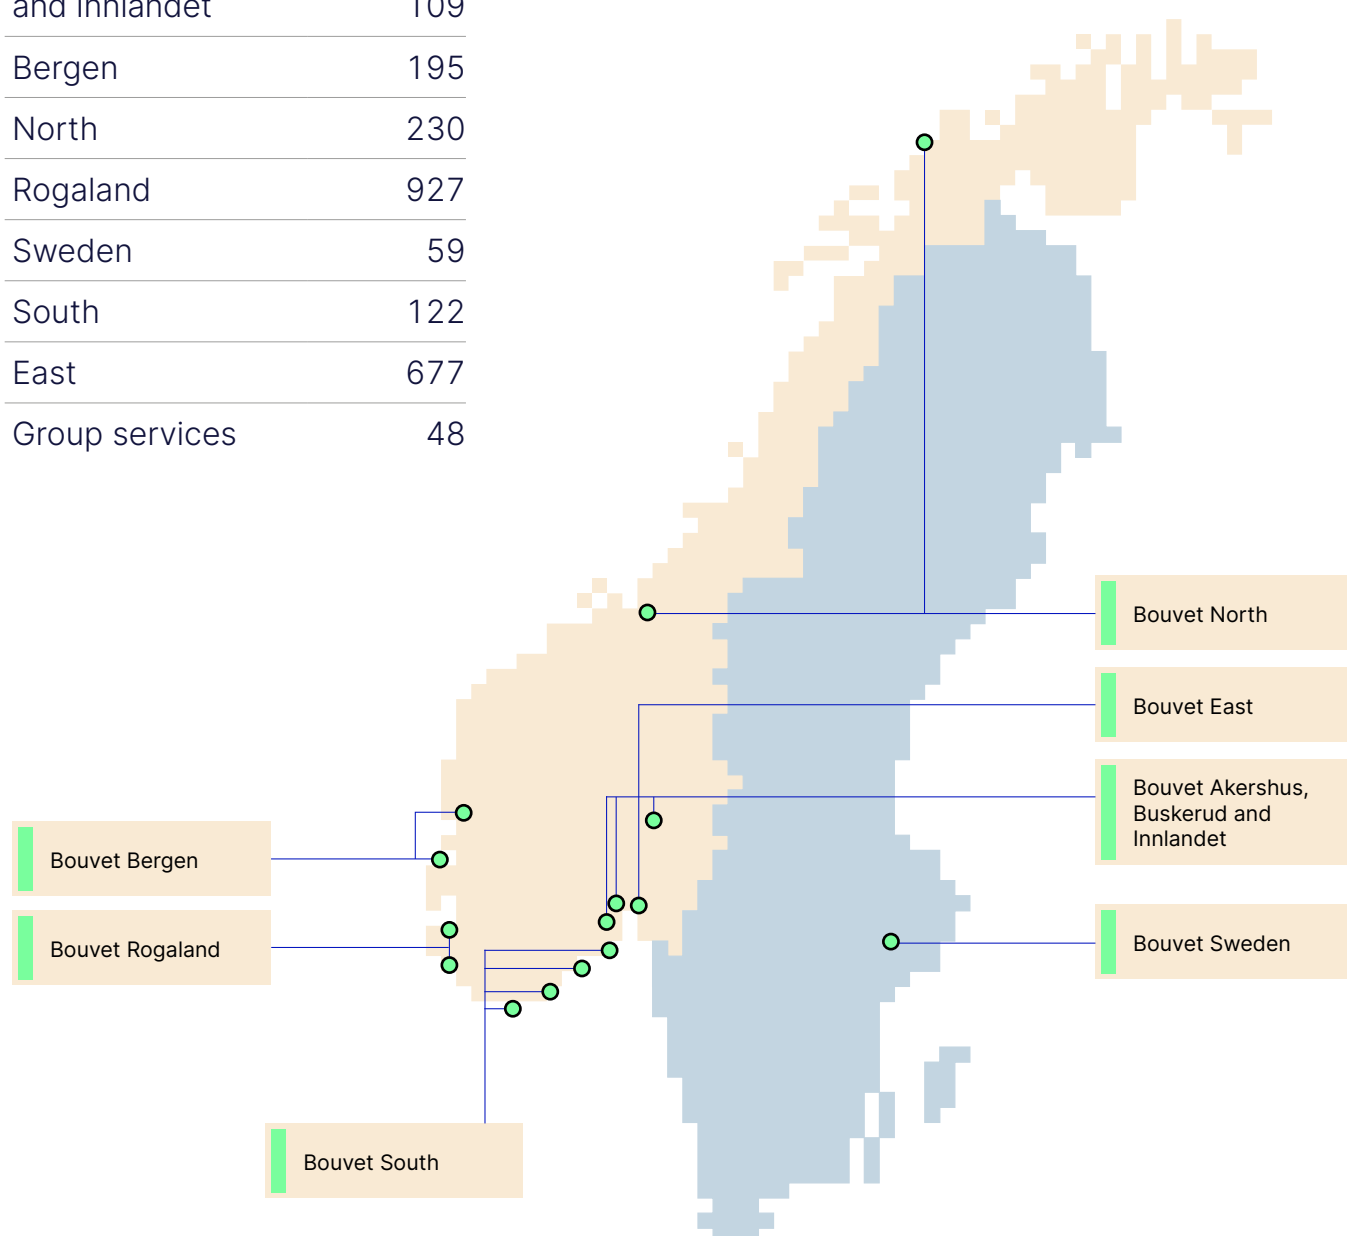 and Innlandet 109
Bergen 195
North 230
Rogaland 927
Sweden 59
South 122
East 677
Group services 48
Bouvet North
Bouvet East
Bouvet Akershus,
Buskerud and
Innlandet
Bouvet Bergen
Bouvet Rogaland
Bouvet Sweden
Bouvet South